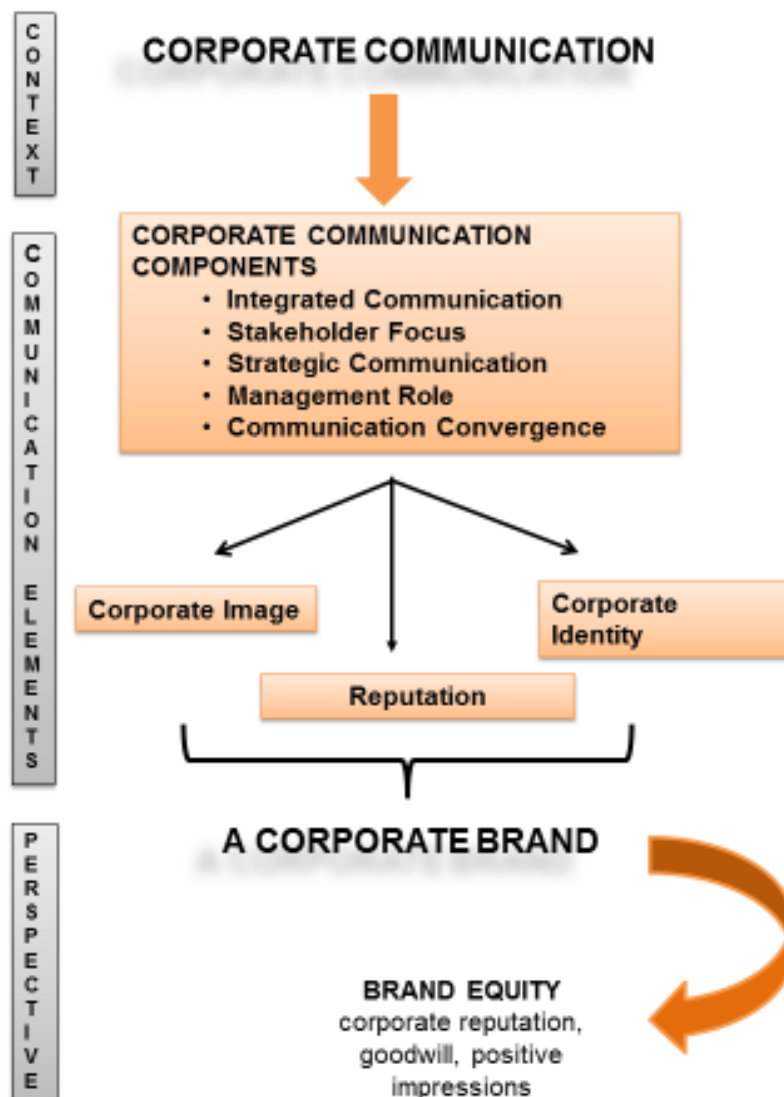 CONTEXT
CORPORATE COMMUNICATION
COMMUNICATION ELEMENTS
CORPORATE COMMUNICATION
COMPONENTS
• Integrated Communication
• Stakeholder Focus
• Strategic Communication
• Management Role
• Communication Convergence
Corporate Image
Corporate
Identity
Reputation
PERSPECTIVE
A CORPORATE BRAND
BRAND EQUITY
corporate reputation,
goodwill, positive
impressions